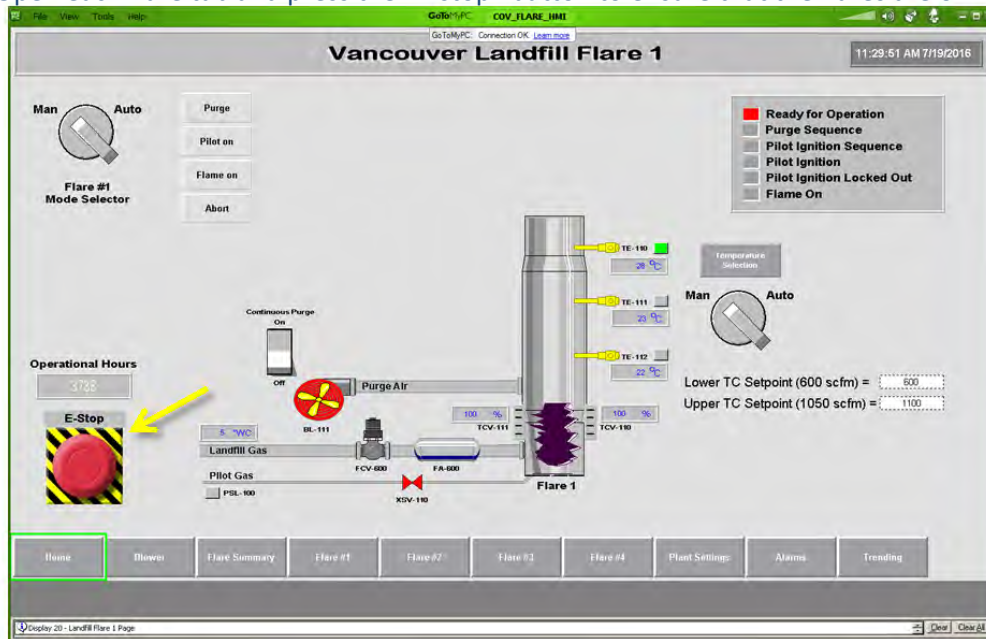 File View Tools Help
GoToMyPC COV_FLARE_HMI
GoToMyPC: Connection OK Learn more
Vancouver Landfill Flare 1
11:29:51 AM 7/19/2016
Man Auto
Flare #1
Mode Selector
Purge
Pilot on
Flame on
Abort
Ready for Operation
Purge Sequence
Pilot Ignition Sequence
Pilot Ignition
Pilot Ignition Locked Out
Flame On
TE-110
28 °C
TE-111
23 °C
TE-112
22 °C
Temperature
Selection
Man Auto
Lower TC Setpoint (600 scfm) = 600
Upper TC Setpoint (1050 scfm) = 1100
Continuous Purge
On
Off
Operational Hours
3738
E-Stop
BL-111
Purge Air
100 %
TCV-111
100 %
TCV-110
5 "WC
Landfill Gas
FCV-600
FA-600
Pilot Gas
PSL-100
XSV-110
Flare 1
Home Blower Flare Summary Flare #1 Flare #2 Flare #3 Flare #4 Plant Settings Alarms Trending
Display 20 - Landfill Flare 1 Page
Clear Clear All